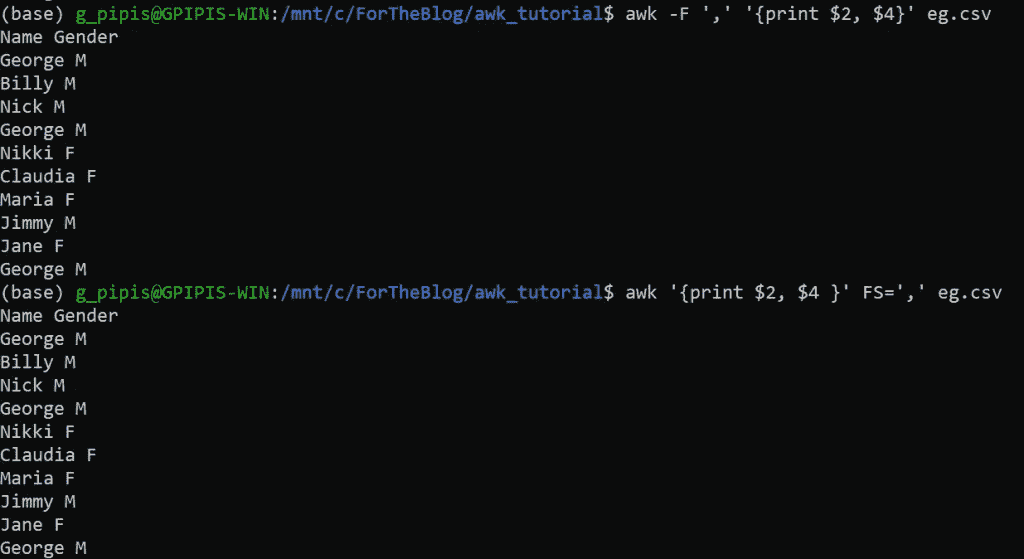 (base) g_pipis@GPIPIS-WIN:/mnt/c/ForTheBlog/awk_tutorial$ awk -F ',' '{print $2, $4}' eg.csv
Name Gender
George M
Billy M
Nick M
George M
Nikki F
Claudia F
Maria F
Jimmy M
Jane F
George M
(base) g_pipis@GPIPIS-WIN:/mnt/c/ForTheBlog/awk_tutorial$ awk '{print $2, $4 }' FS=',' eg.csv
Name Gender
George M
Billy M
Nick M
George M
Nikki F
Claudia F
Maria F
Jimmy M
Jane F
George M